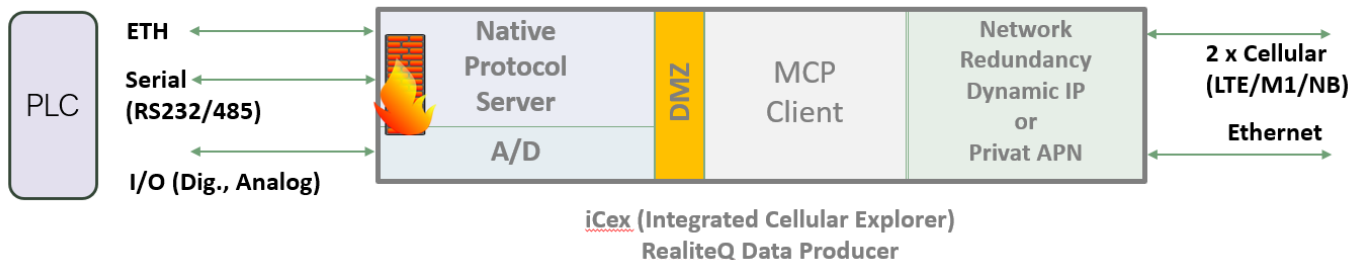 PLC
ETH
Serial
(RS232/485)
I/O (Dig., Analog)
Native
Protocol
Server
A/D
DMZ
MCP
Client
Network
Redundancy
Dynamic IP
or
Privat APN
2 x Cellular
(LTE/M1/NB)
Ethernet
iCex (Integrated Cellular Explorer)
RealiteQ Data Producer